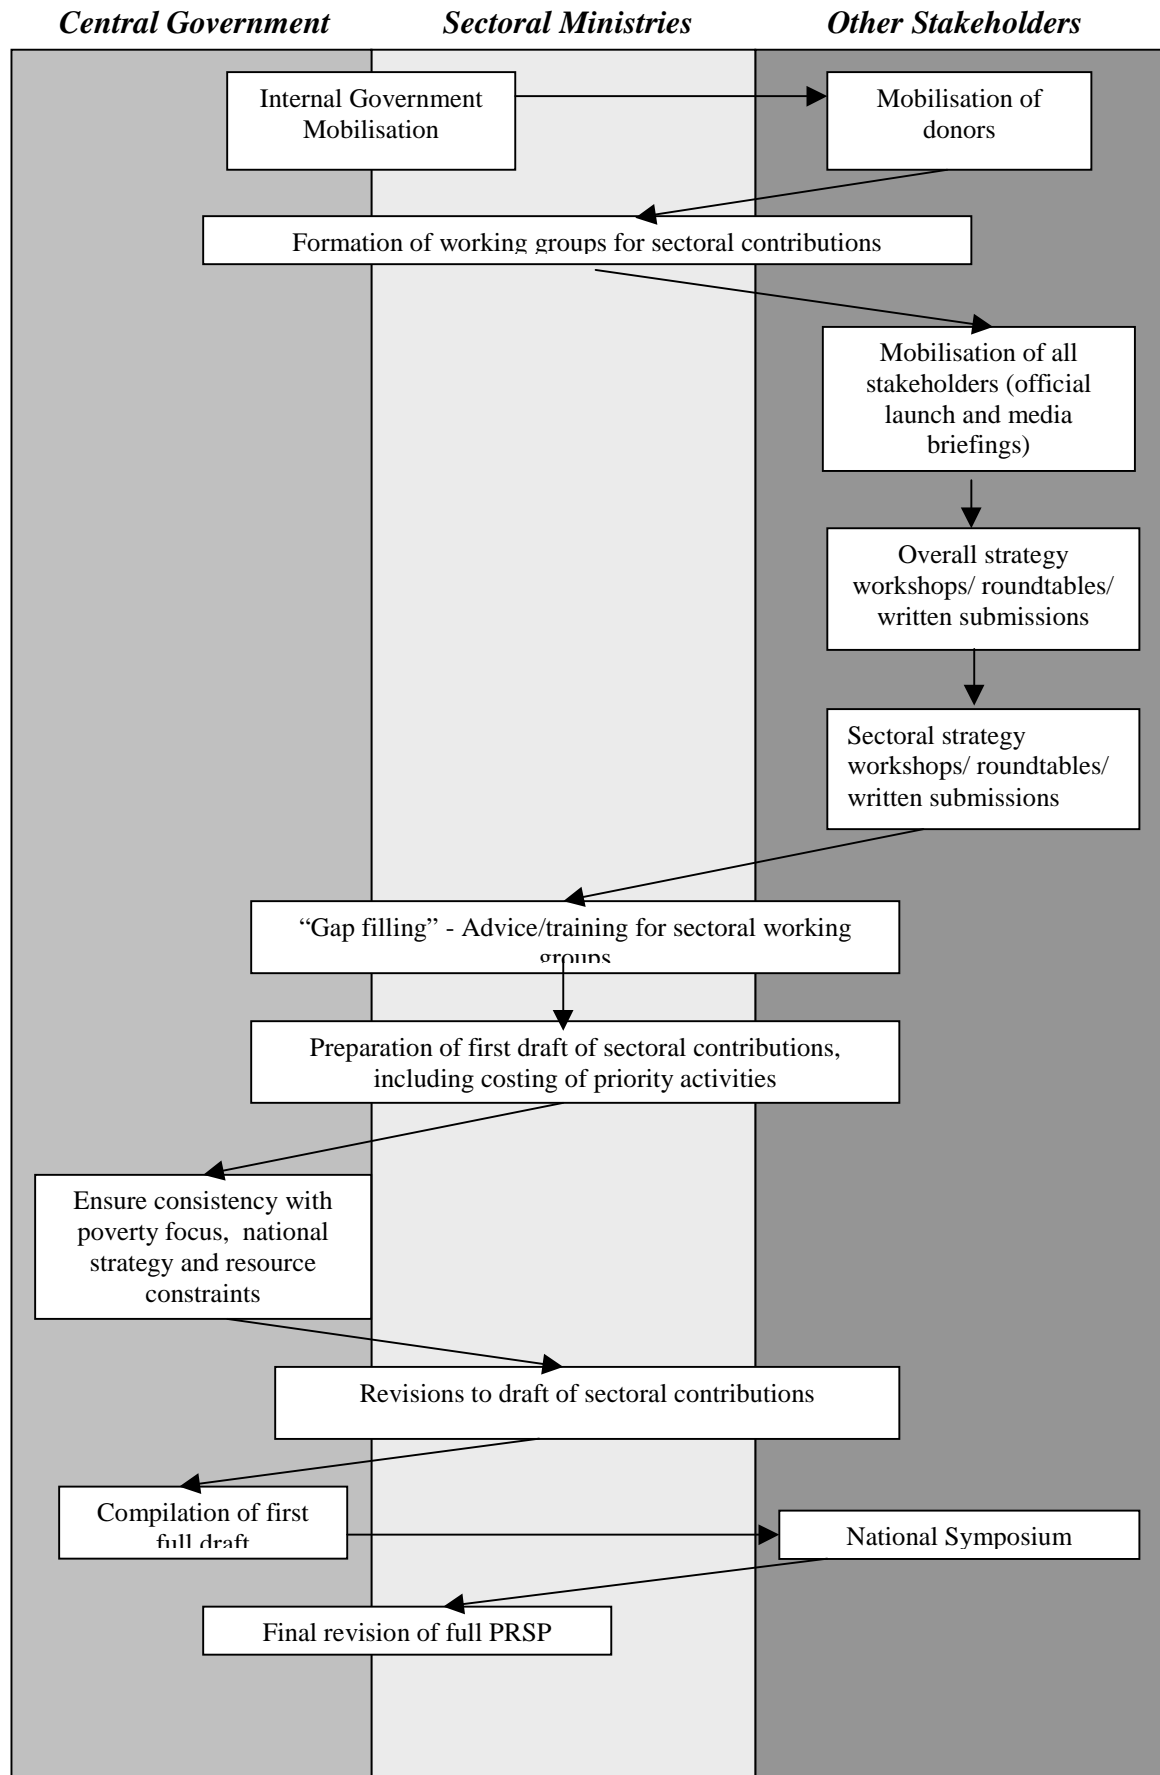 Central Government
Sectoral Ministries
Other Stakeholders
Internal Government
Mobilisation
Mobilisation of
donors
Formation of working groups for sectoral contributions
Mobilisation of all
stakeholders (official
launch and media
briefings)
Overall strategy
workshops/ roundtables/
written submissions
Sectoral strategy
workshops/ roundtables/
written submissions
“Gap filling” - Advice/training for sectoral working
groups
Preparation of first draft of sectoral contributions,
including costing of priority activities
Ensure consistency with
poverty focus, national
strategy and resource
constraints
Revisions to draft of sectoral contributions
Compilation of first
full draft
National Symposium
Final revision of full PRSP